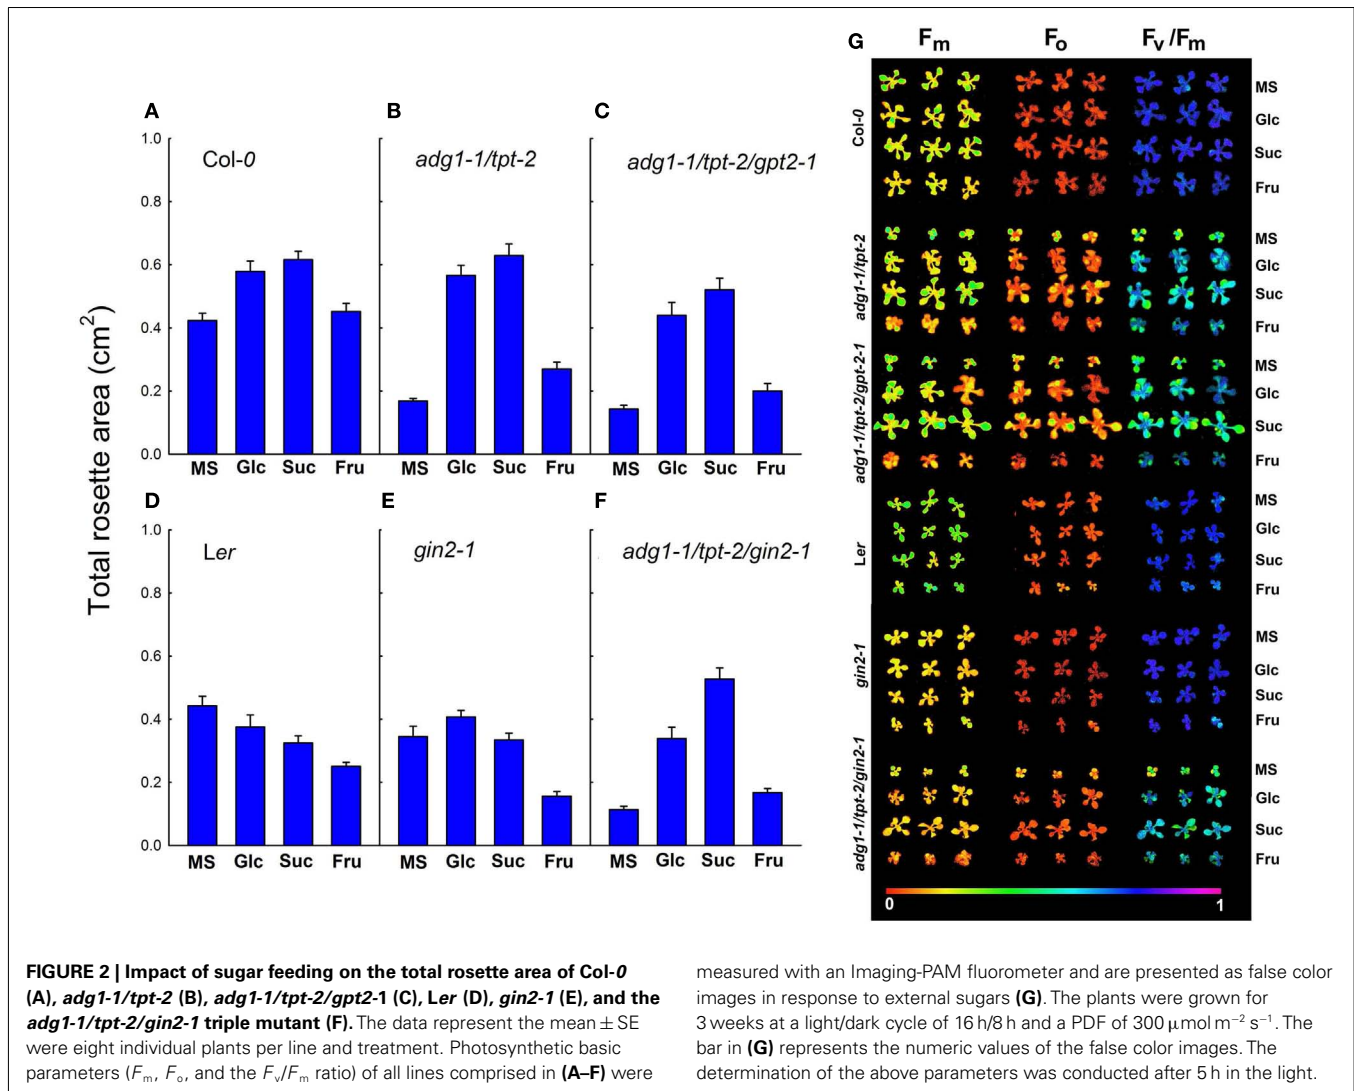 A
B
C
Total rosette area (cm²)
1.0
0.8
0.6
0.4
0.2
0.0
Col-0
adg1-1/tpt-2
adg1-1/tpt-2/gpt2-1
MS Glc Suc Fru
MS Glc Suc Fru
MS Glc Suc Fru
D
E
F
1.0
0.8
0.6
0.4
0.2
0.0
Ler
gin2-1
adg1-1/tpt-2/gin2-1
MS Glc Suc Fru
MS Glc Suc Fru
MS Glc Suc Fru
G
Fm Fo Fv /Fm
Col-0
MS
Glc
Suc
Fru
adg1-1/tpt-2
MS
Glc
Suc
Fru
adg1-1/tpt-2/gpt-2-1
MS
Glc
Suc
Fru
Ler
MS
Glc
Suc
Fru
gin2-1
MS
Glc
Suc
Fru
adg1-1/tpt-2/gin2-1
MS
Glc
Suc
Fru
0 1
FIGURE 2 | Impact of sugar feeding on the total rosette area of Col-0
(A), adg1-1/tpt-2 (B), adg1-1/tpt-2/gpt2-1 (C), Ler (D), gin2-1 (E), and the
adg1-1/tpt-2/gin2-1 triple mutant (F). The data represent the mean ± SE
were eight individual plants per line and treatment. Photosynthetic basic
parameters (Fm, Fo, and the Fv/Fm ratio) of all lines comprised in (A–F) were
measured with an Imaging-PAM fluorometer and are presented as false color
images in response to external sugars (G). The plants were grown for
3 weeks at a light/dark cycle of 16 h/8 h and a PDF of 300 μmol m⁻² s⁻¹. The
bar in (G) represents the numeric values of the false color images. The
determination of the above parameters was conducted after 5 h in the light.